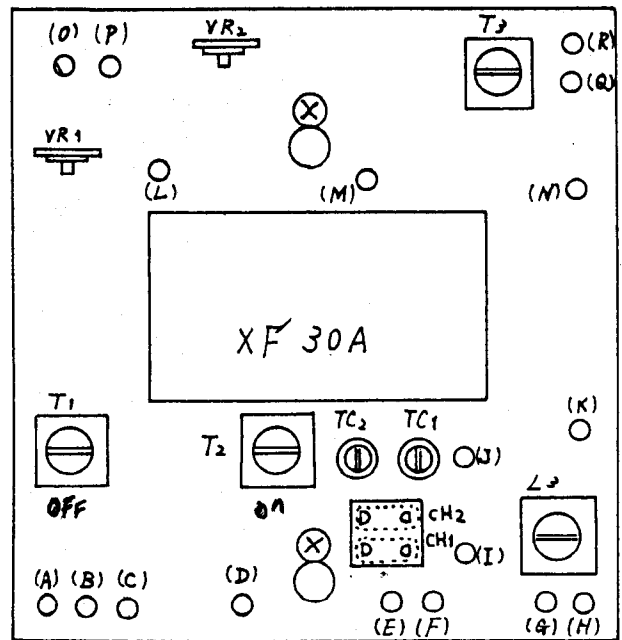 (O) (P) VR2 T3 (R)
(Q)
VR1
(L) (M) (N)
XF 30A
T1 T2 TC2 TC1 (K)
(J)
OFF ON L3
CH2
CH1
(I)
(A) (B) (C) (D)
(E) (F) (G) (H)